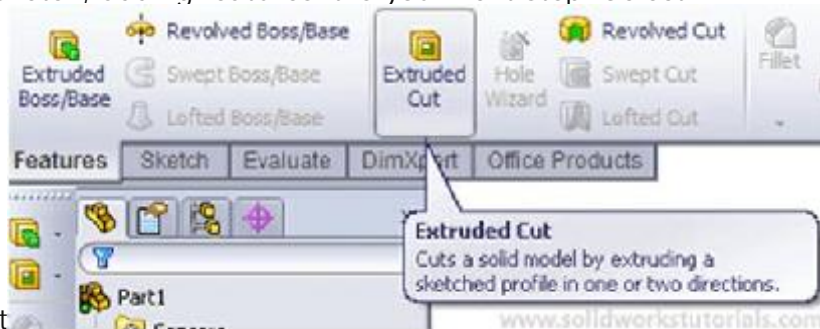 Revolved Boss/Base
Revolved Cut
Extruded Boss/Base
Swept Boss/Base
Extruded Cut
Hole Wizard
Swept Cut
Fillet
Lofted Boss/Base
Lofted Cut
Features Sketch Evaluate DimXpert Office Products
Extruded Cut
Cuts a solid model by extruding a
sketched profile in one or two directions.
Part1
t
www.solidworkstutorials.com